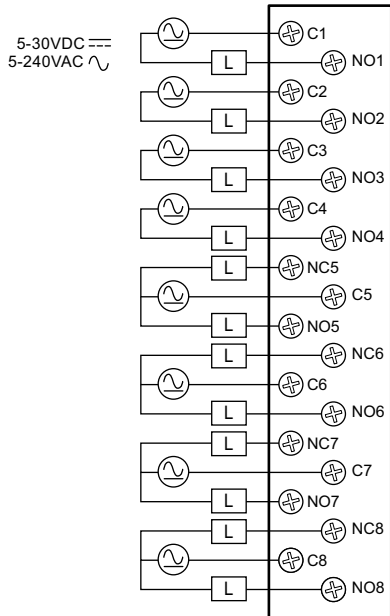 5-30VDC
5-240VAC
C1
L NO1
C2
L NO2
C3
L NO3
C4
L NO4
L NC5
C5
L NO5
L NC6
C6
L NO6
L NC7
C7
L NO7
L NC8
C8
L NO8